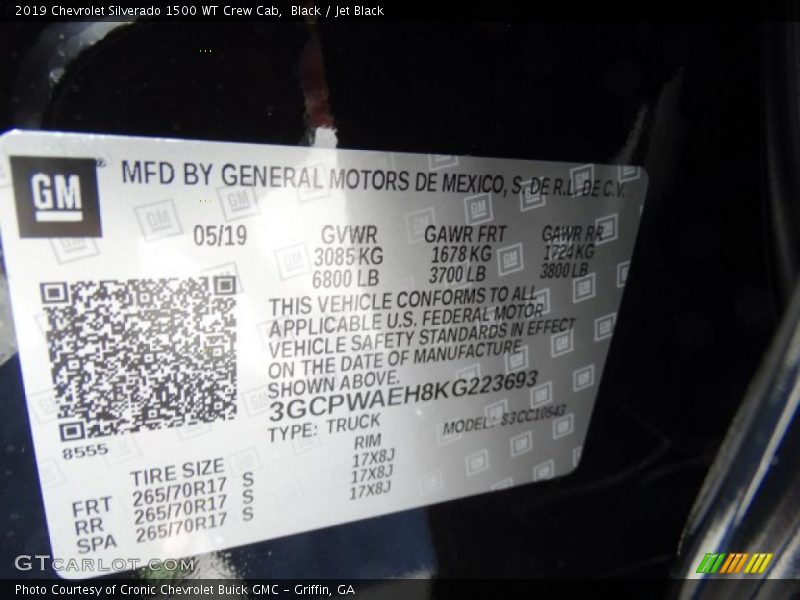 2019 Chevrolet Silverado 1500 WT Crew Cab, Black / Jet Black
GM
MFD BY GENERAL MOTORS DE MEXICO, S. DE R.L. DE C.V.
05/19 GVWR GAWR FRT GAWR RR
3085 KG 1678 KG 1724 KG
6800 LB 3700 LB 3800 LB
THIS VEHICLE CONFORMS TO ALL
APPLICABLE U.S. FEDERAL MOTOR
VEHICLE SAFETY STANDARDS IN EFFECT
ON THE DATE OF MANUFACTURE
SHOWN ABOVE.
3GCPWAEH8KG223693
TYPE: TRUCK MODEL: S3CC10543
8555
TIRE SIZE RIM
FRT 265/70R17 S 17X8J
RR 265/70R17 S 17X8J
SPA 265/70R17 S 17X8J
GTCARLOT.COM
Photo Courtesy of Cronic Chevrolet Buick GMC - Griffin, GA